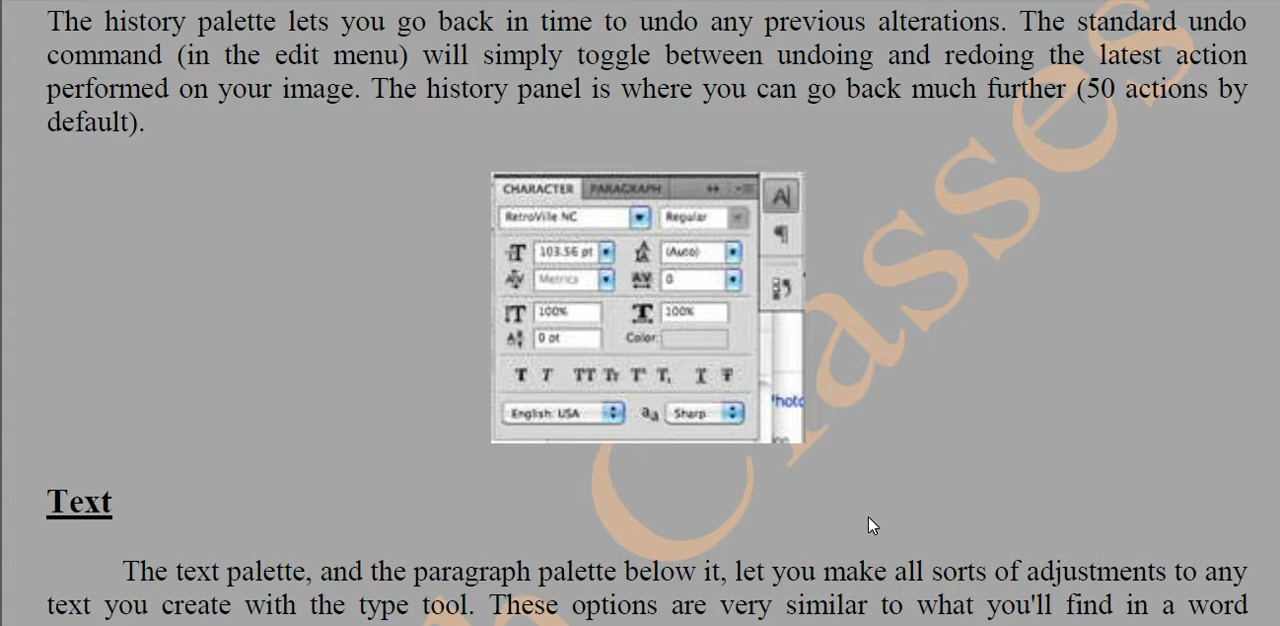 The history palette lets you go back in time to undo any previous alterations. The standard undo
command (in the edit menu) will simply toggle between undoing and redoing the latest action
performed on your image. The history panel is where you can go back much further (50 actions by
default).
CHARACTER PARAGRAPH
RetroVille NC Regular
103.56 pt (Auto)
Metrics 0
100% 100%
0 pt Color:
English: USA Sharp
Text
The text palette, and the paragraph palette below it, let you make all sorts of adjustments to any
text you create with the type tool. These options are very similar to what you'll find in a word
Classes